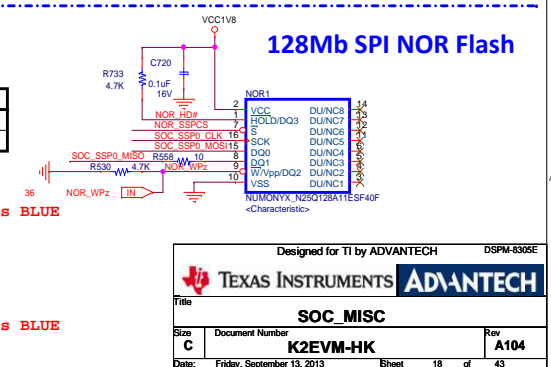 VCC1V8
128Mb SPI NOR Flash
C720
R733
4.7K
0.1uF
16V
NOR1
NOR_HD#
NOR_SSPCS
SOC_SSP0_CLK
SOC_SSP0_MOSI
SOC_SSP0_MISO
R558 10
R530 4.7K
NOR_WPz
2 VCC DU/NC8 14
1 HOLD/DQ3 DU/NC7 13
7 S DU/NC6 12
16 SCK DU/NC5 11
15 DQ0 DU/NC4 6
8 DQ1 DU/NC3 5
9 W/Vpp/DQ2 DU/NC2 4
10 VSS DU/NC1 3
NUMONYX_N25Q128A11ESF40F
<Characteristic>
36 NOR_WPz IN
s BLUE
s BLUE
A
Designed for TI by ADVANTECH DSPM-8305E
TEXAS INSTRUMENTS ADVANTECH
Title
SOC_MISC
Size Document Number Rev
C K2EVM-HK A104
Date: Friday, September 13, 2013 Sheet 18 of 43